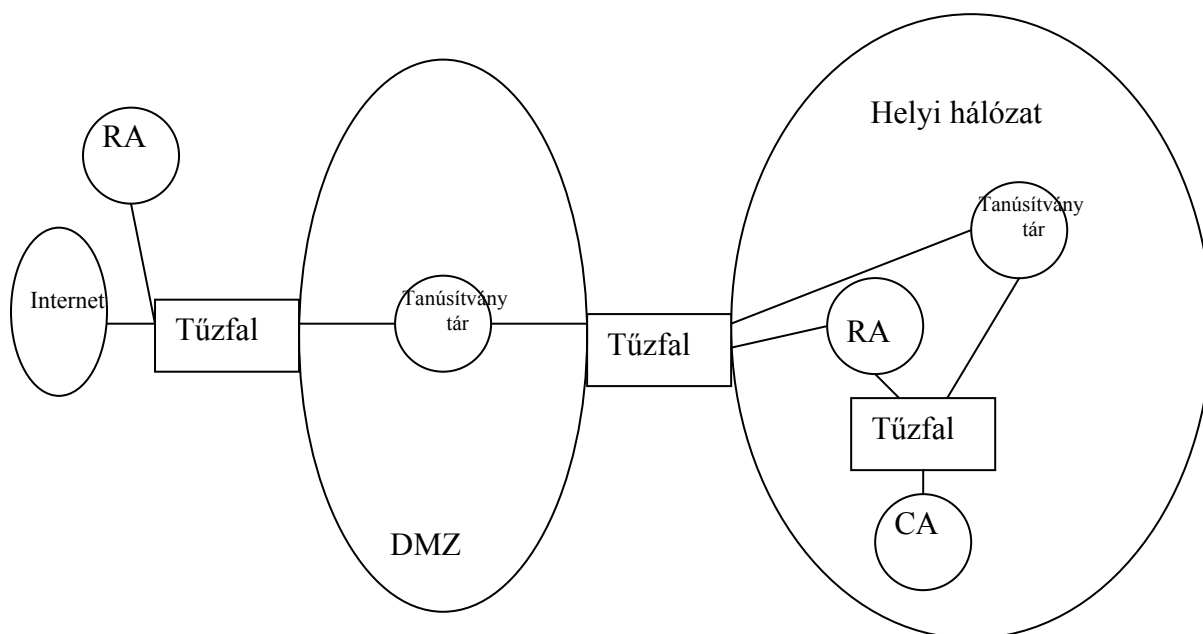 RA
Internet
Tűzfal
Tanúsítvány
tár
DMZ
Tűzfal
Helyi hálózat
Tanúsítvány
tár
RA
Tűzfal
CA